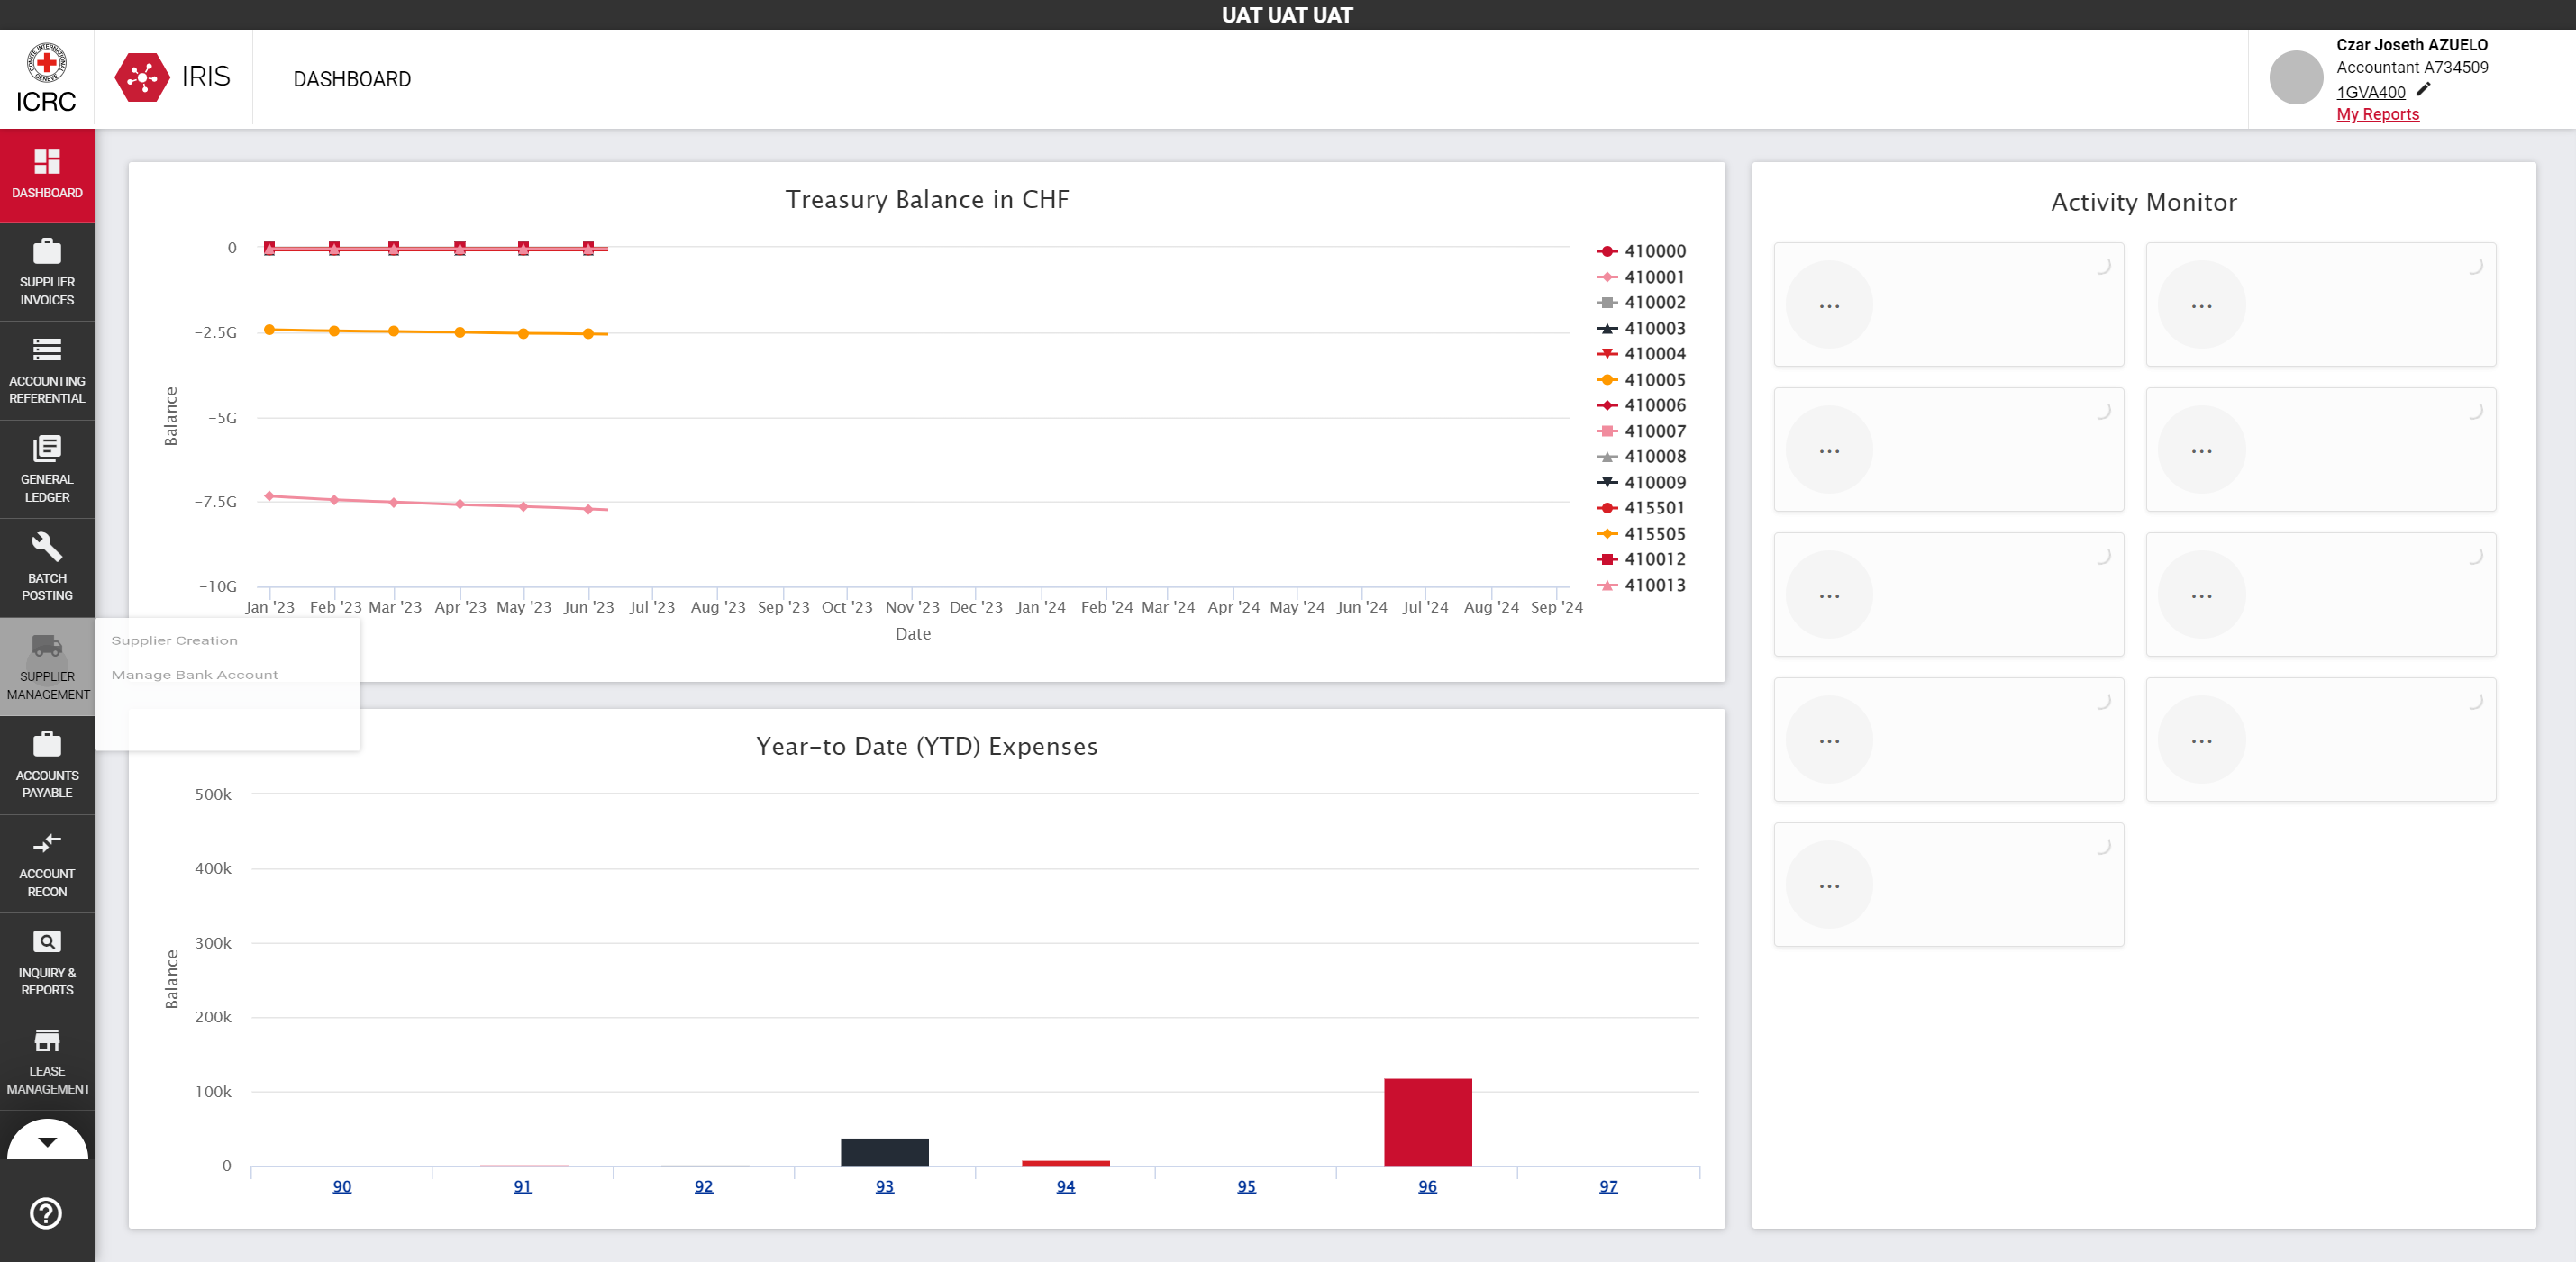 UAT UAT UAT
COMITE INTERNATIONAL GENEVE
ICRC
IRIS
DASHBOARD
Czar Joseth AZUELO
Accountant A734509
1GVA400
My Reports
DASHBOARD
SUPPLIER
INVOICES
ACCOUNTING
REFERENTIAL
GENERAL
LEDGER
BATCH
POSTING
SUPPLIER
MANAGEMENT
ACCOUNTS
PAYABLE
ACCOUNT
RECON
INQUIRY &
REPORTS
LEASE
MANAGEMENT
Supplier Creation
Manage Bank Account
Treasury Balance in CHF
Balance
0
-2.5G
-5G
-7.5G
-10G
Jan '23 Feb '23 Mar '23 Apr '23 May '23 Jun '23 Jul '23 Aug '23 Sep '23 Oct '23 Nov '23 Dec '23 Jan '24 Feb '24 Mar '24 Apr '24 May '24 Jun '24 Jul '24 Aug '24 Sep '24
Date
410000
410001
410002
410003
410004
410005
410006
410007
410008
410009
415501
415505
410012
410013
Year-to Date (YTD) Expenses
Balance
500k
400k
300k
200k
100k
0
90 91 92 93 94 95 96 97
Activity Monitor
... ...
... ...
... ...
... ...
...